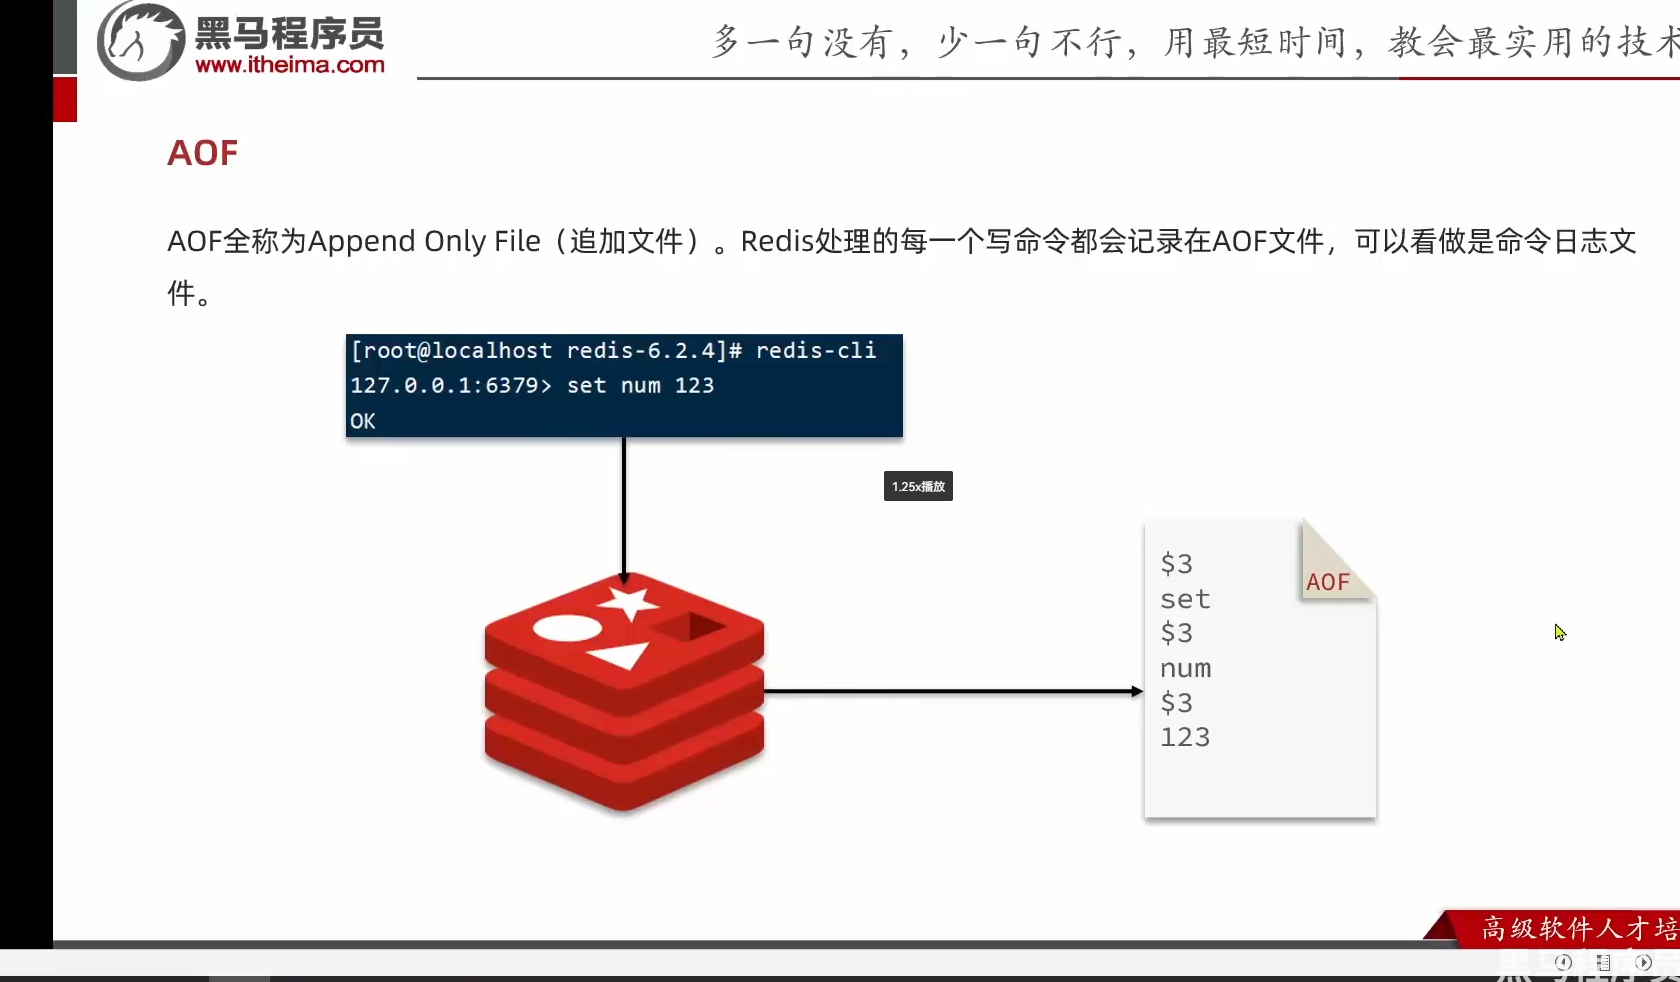 黑马程序员
www.itheima.com
多一句没有，少一句不行，用最短时间，教会最实用的技术
AOF
AOF全称为Append Only File（追加文件）。Redis处理的每一个写命令都会记录在AOF文件，可以看做是命令日志文
件。
[root@localhost redis-6.2.4]# redis-cli
127.0.0.1:6379> set num 123
OK
1.25x播放
AOF
$3
set
$3
num
$3
123
高级软件人才培
黑马程序员